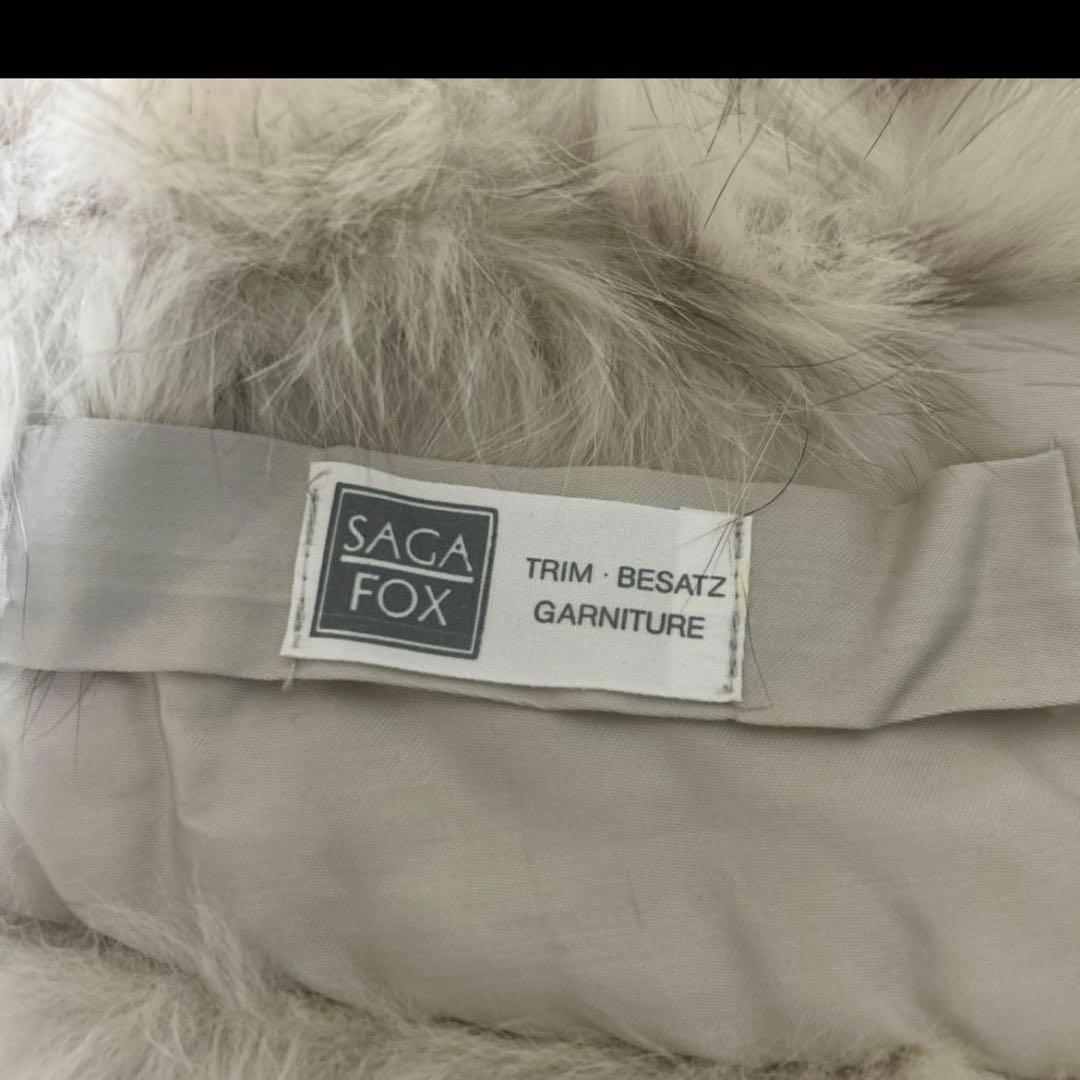 SAGA
FOX
TRIM · BESATZ
GARNITURE